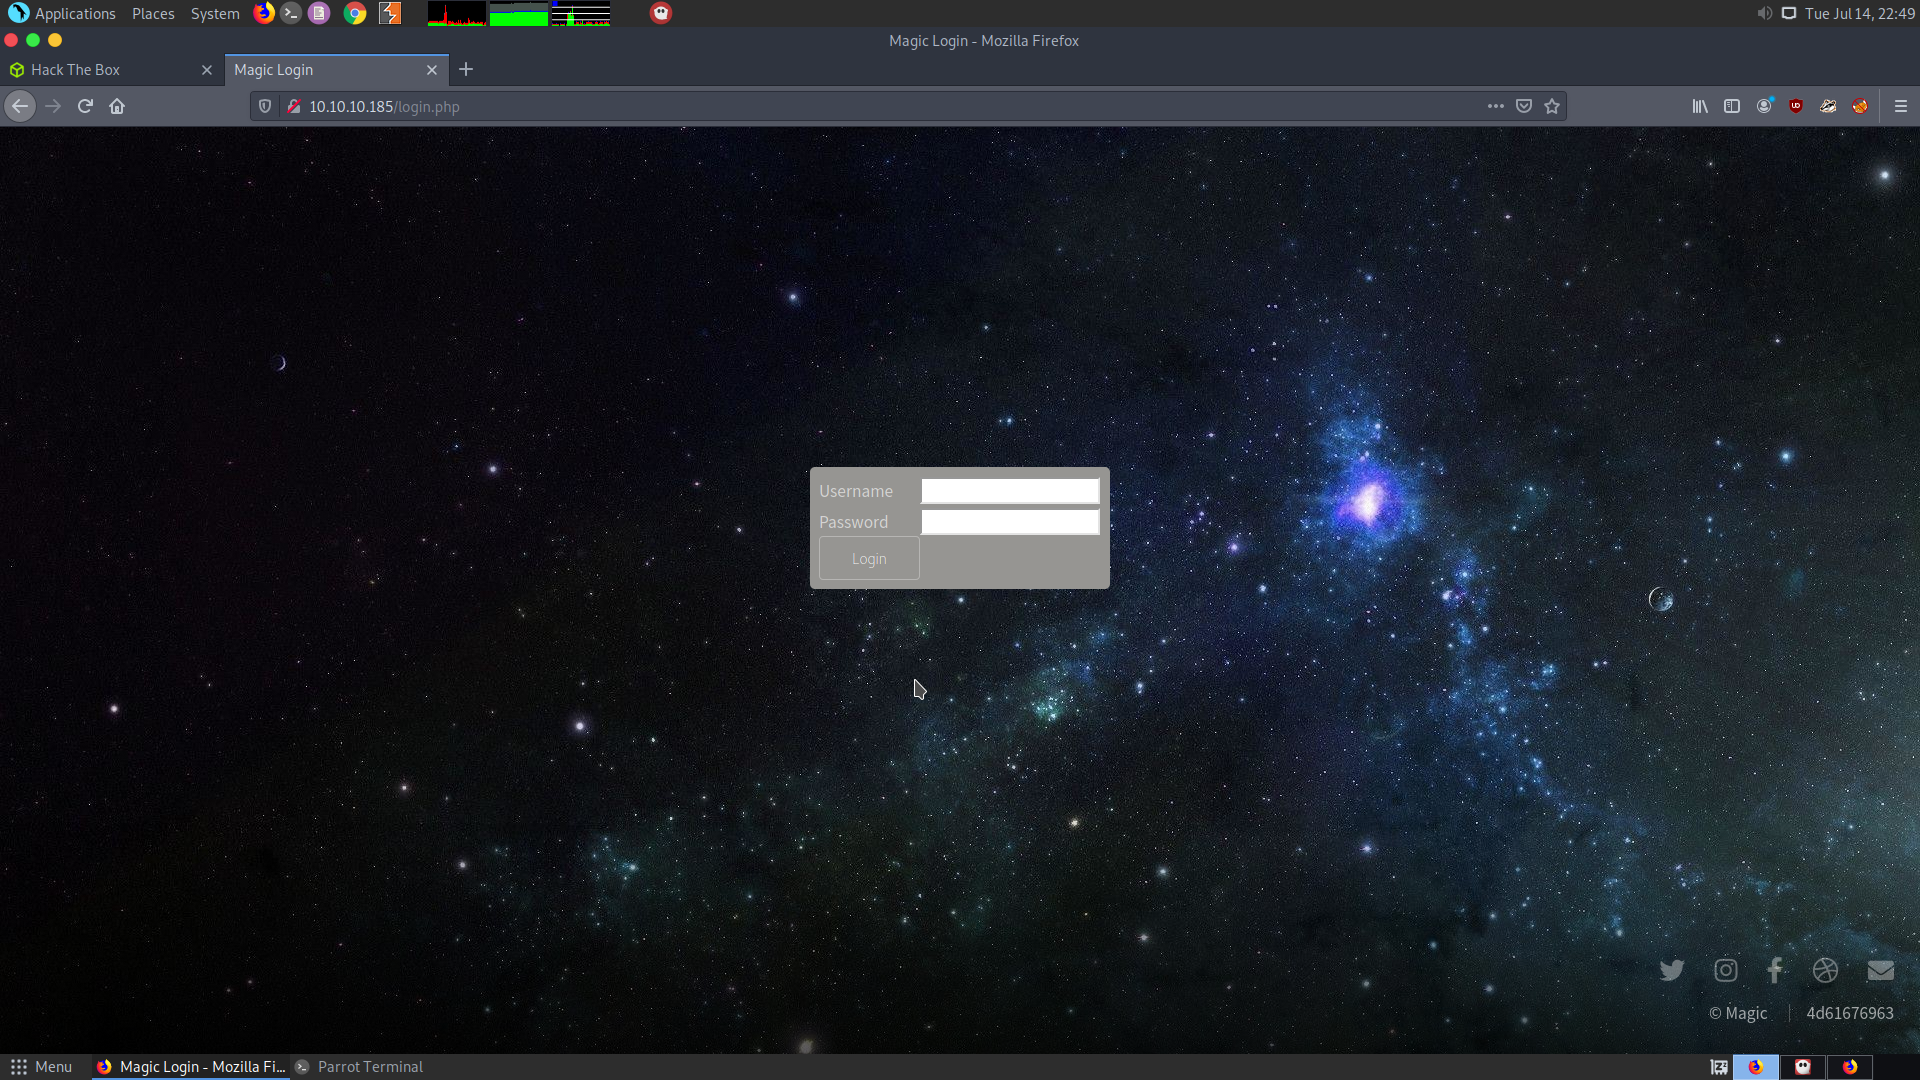 Applications Places System Tue Jul 14, 22:49
Magic Login - Mozilla Firefox
Hack The Box Magic Login
10.10.10.185/login.php
Username
Password
Login
© Magic 4d61676963
Menu Magic Login - Mozilla Fi... Parrot Terminal